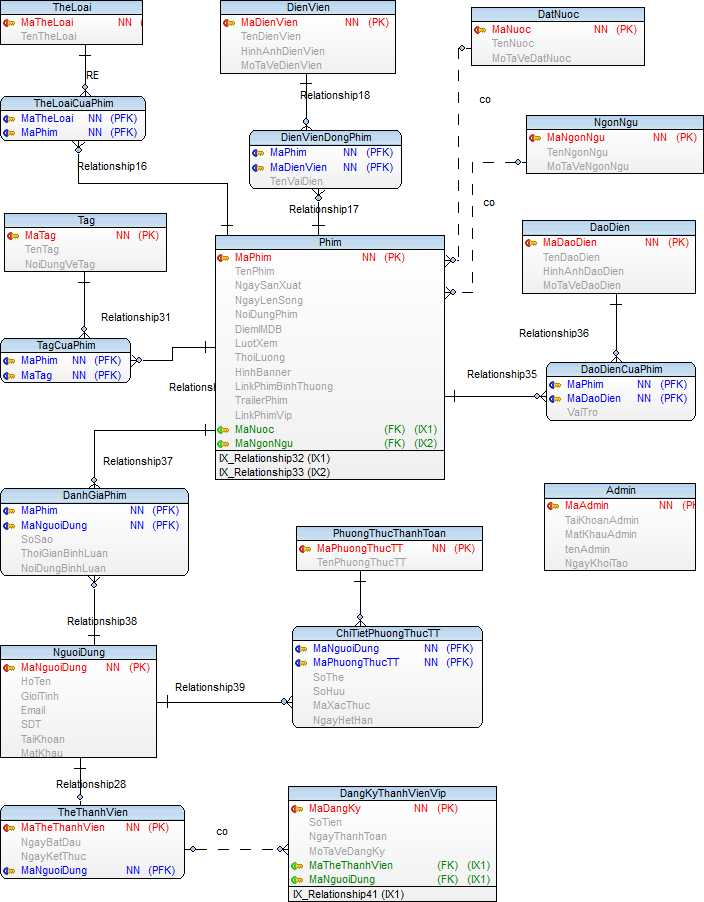 TheLoai
MaTheLoai NN (PK)
TenTheLoai
RE
TheLoaiCuaPhim
MaTheLoai NN (PFK)
MaPhim NN (PFK)
Relationship16
DienVien
MaDienVien NN (PK)
TenDienVien
HinhAnhDienVien
MoTaVeDienVien
Relationship18
DienVienDongPhim
MaPhim NN (PFK)
MaDienVien NN (PFK)
TenVaiDien
Relationship17
DatNuoc
MaNuoc NN (PK)
TenNuoc
MoTaVeDatNuoc
co
NgonNgu
MaNgonNgu NN (PK)
TenNgonNgu
MoTaVeNgonNgu
co
Tag
MaTag NN (PK)
TenTag
NoiDungVeTag
Relationship31
TagCuaPhim
MaPhim NN (PFK)
MaTag NN (PFK)
Relations
Phim
MaPhim NN (PK)
TenPhim
NgaySanXuat
NgayLenSong
NoiDungPhim
DiemIMDB
LuotXem
ThoiLuong
HinhBanner
LinkPhimBinhThuong
TrailerPhim
LinkPhimVip
MaNuoc (FK) (IX1)
MaNgonNgu (FK) (IX2)
IX_Relationship32 (IX1)
IX_Relationship33 (IX2)
DaoDien
MaDaoDien NN (PK)
TenDaoDien
HinhAnhDaoDien
MoTaVeDaoDien
Relationship36
Relationship35
DaoDienCuaPhim
MaPhim NN (PFK)
MaDaoDien NN (PFK)
VaiTro
Relationship37
DanhGiaPhim
MaPhim NN (PFK)
MaNguoiDung NN (PFK)
SoSao
ThoiGianBinhLuan
NoiDungBinhLuan
Relationship38
Admin
MaAdmin NN (P
TaiKhoanAdmin
MatKhauAdmin
tenAdmin
NgayKhoiTao
PhuongThucThanhToan
MaPhuongThucTT NN (PK)
TenPhuongThucTT
ChiTietPhuongThucTT
MaNguoiDung NN (PFK)
MaPhuongThucTT NN (PFK)
SoThe
SoHuu
MaXacThuc
NgayHetHan
NguoiDung
MaNguoiDung NN (PK)
HoTen
GioiTinh
Email
SDT
TaiKhoan
MatKhau
Relationship39
Relationship28
TheThanhVien
MaTheThanhVien NN (PK)
NgayBatDau
NgayKetThuc
MaNguoiDung NN (PFK)
co
DangKyThanhVienVip
MaDangKy NN (PK)
SoTien
NgayThanhToan
MoTaVeDangKy
MaTheThanhVien (FK) (IX1)
MaNguoiDung (FK) (IX1)
IX_Relationship41 (IX1)